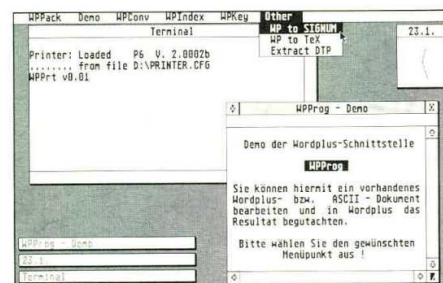 WPPack Demo WPConv WPIndex WPKey Other
WP to SIGNUM
WP to TeX
Extract DTP
Terminal
Printer: Loaded P6 V. 2.0002b
........ from file D:\PRINTER.CFG
WPPrt v0.01
23.1.
WPProg - Demo
Demo der Wordplus-Schnittstelle
WPProg
Sie können hiermit ein vorhandenes
Wordplus- bzw. ASCII - Dokument
bearbeiten und in Wordplus das
Resultat begutachten.
Bitte wählen Sie den gewünschten
Menüpunkt aus !
WPProg - Demo
23.1.
Terminal